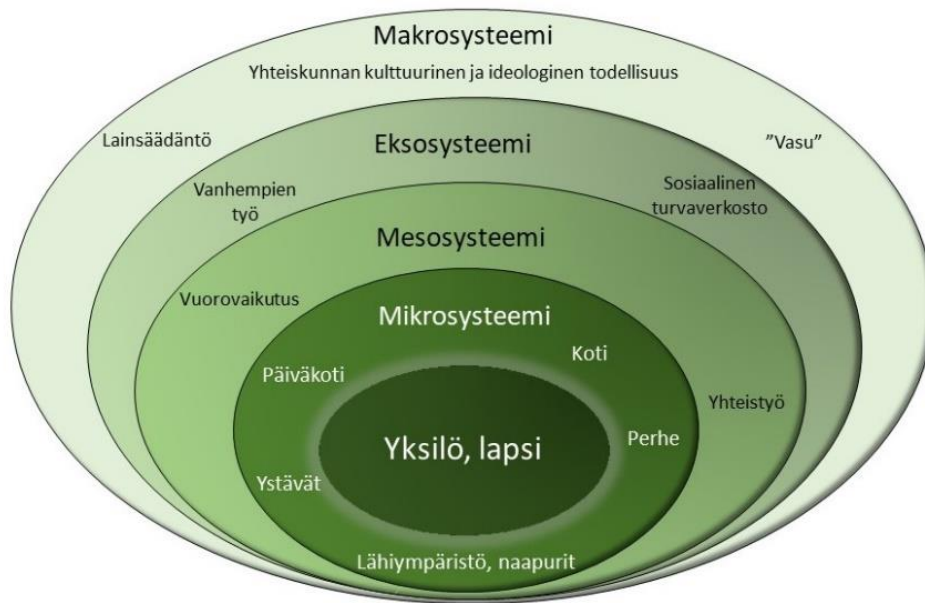 Makrosysteemi
Yhteiskunnan kulttuurinen ja ideologinen todellisuus
Lainsäädäntö
”Vasu”
Eksosysteemi
Vanhempien
työ
Sosiaalinen
turvaverkosto
Mesosysteemi
Vuorovaikutus
Yhteistyö
Mikrosysteemi
Koti
Päiväkoti
Perhe
Yksilö, lapsi
Ystävät
Lähiympäristö, naapurit